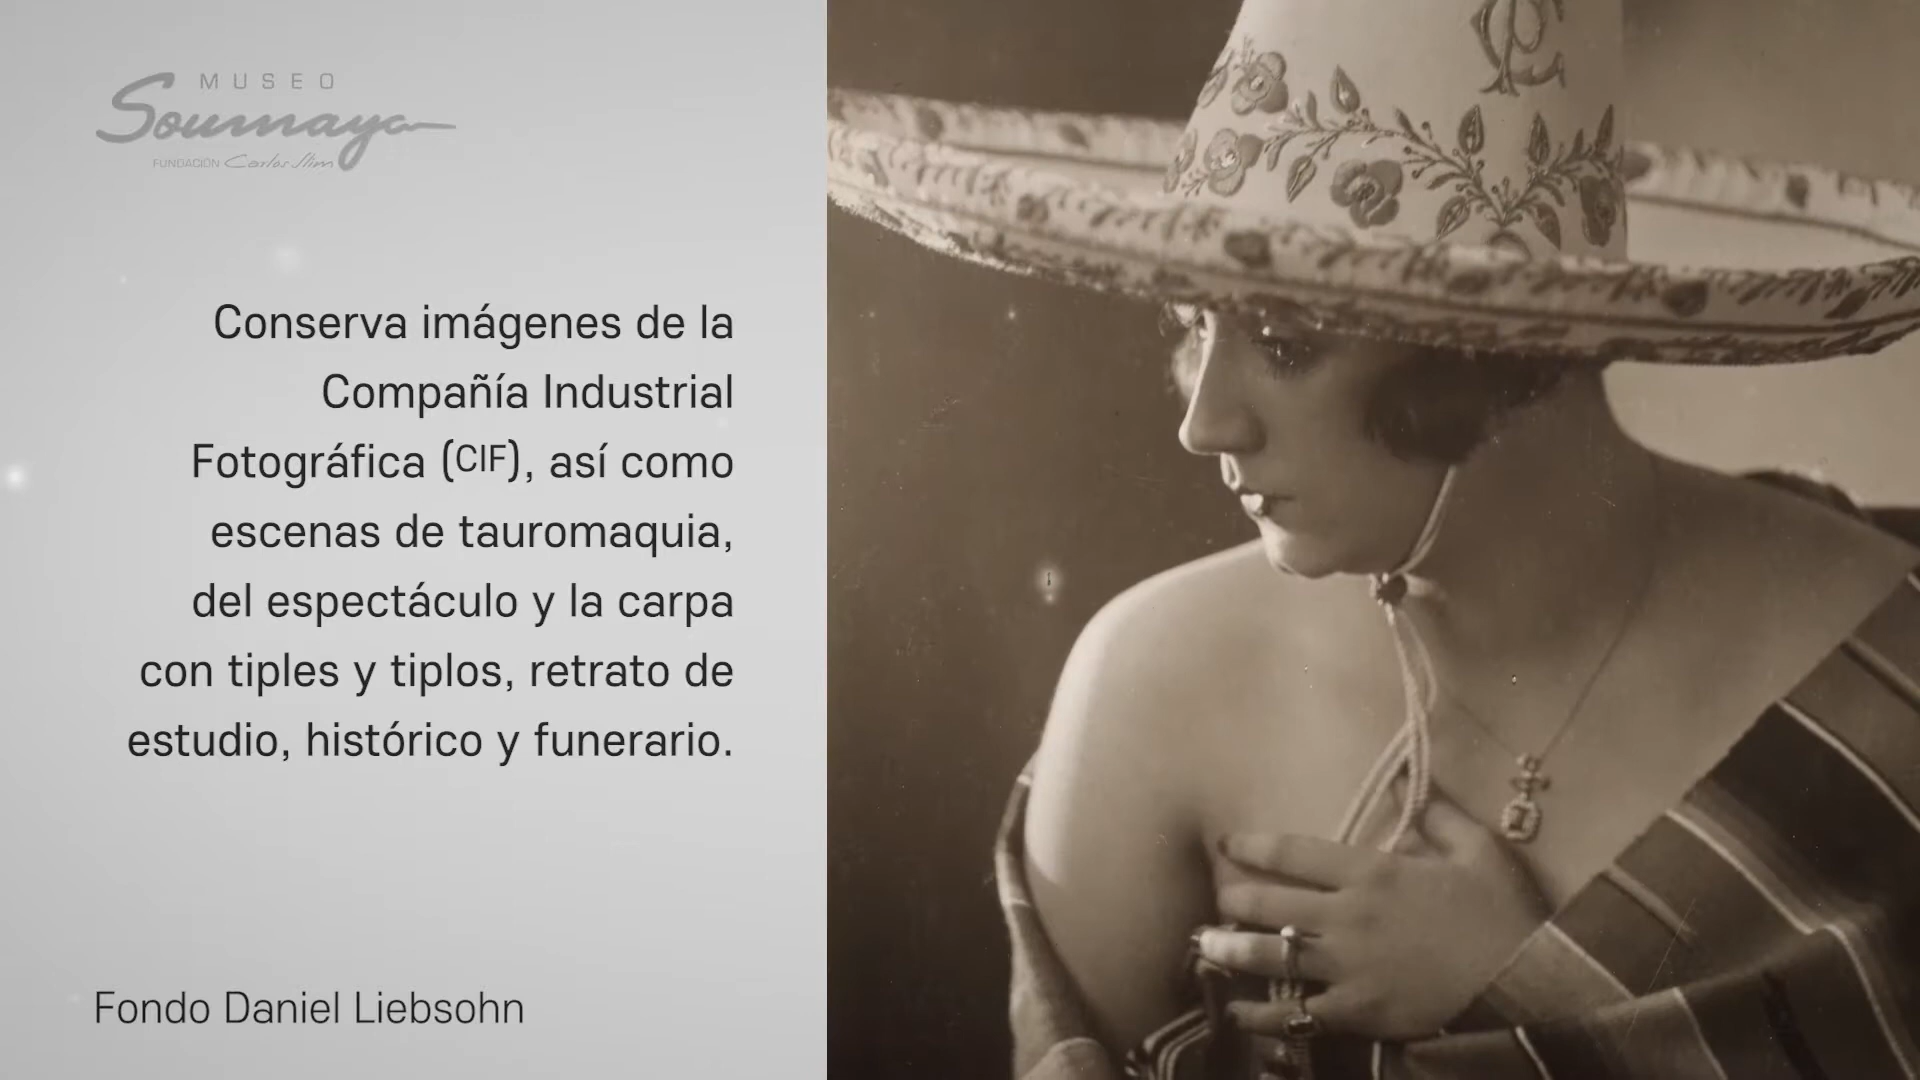 MUSEO
Soumaya
FUNDACIÓN Carlos Slim
Conserva imágenes de la
Compañía Industrial
Fotográfica (CIF), así como
escenas de tauromaquia,
del espectáculo y la carpa
con tiples y tiplos, retrato de
estudio, histórico y funerario.
Fondo Daniel Liebsohn